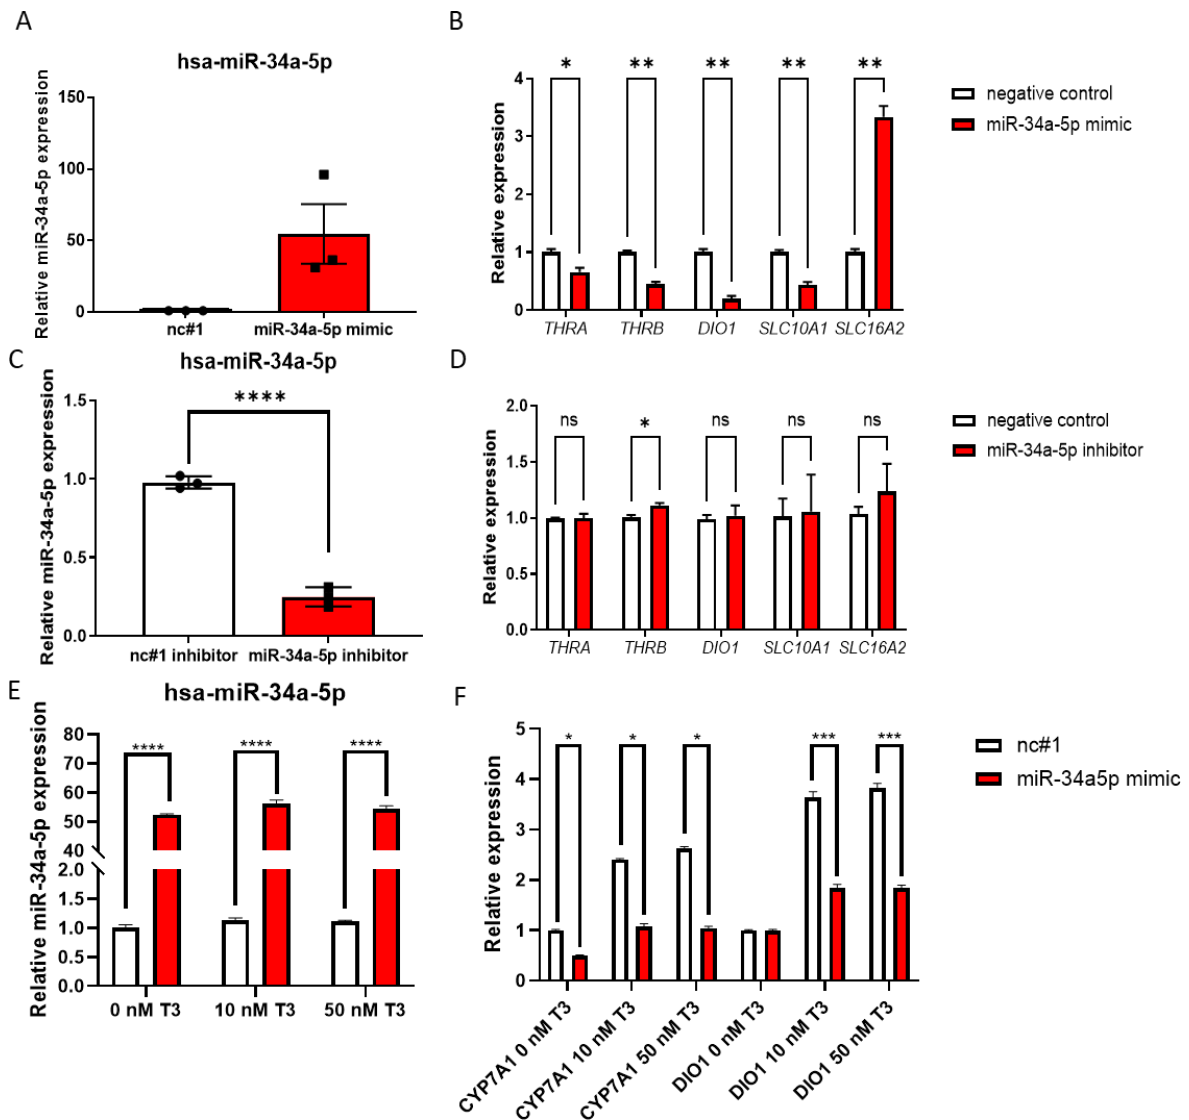 A
hsa-miR-34a-5p
Relative miR-34a-5p expression
150
100
50
0
nc#1
miR-34a-5p mimic
B
Relative expression
4
3
2
1
0
*
**
**
**
**
THRA
THRB
DIO1
SLC10A1
SLC16A2
negative control
miR-34a-5p mimic
C
hsa-miR-34a-5p
Relative miR-34a-5p expression
1.5
1.0
0.5
0.0
****
nc#1 inhibitor
miR-34a-5p inhibitor
D
Relative expression
2.0
1.5
1.0
0.5
0.0
ns
*
ns
ns
ns
THRA
THRB
DIO1
SLC10A1
SLC16A2
negative control
miR-34a-5p inhibitor
E
hsa-miR-34a-5p
Relative miR-34a-5p expression
80
70
60
50
40
2.0
1.5
1.0
0.5
0.0
****
****
****
0 nM T3
10 nM T3
50 nM T3
F
Relative expression
5
4
3
2
1
0
*
*
*
***
***
CYP7A1 0 nM T3
CYP7A1 10 nM T3
CYP7A1 50 nM T3
DIO1 0 nM T3
DIO1 10 nM T3
DIO1 50 nM T3
nc#1
miR-34a5p mimic